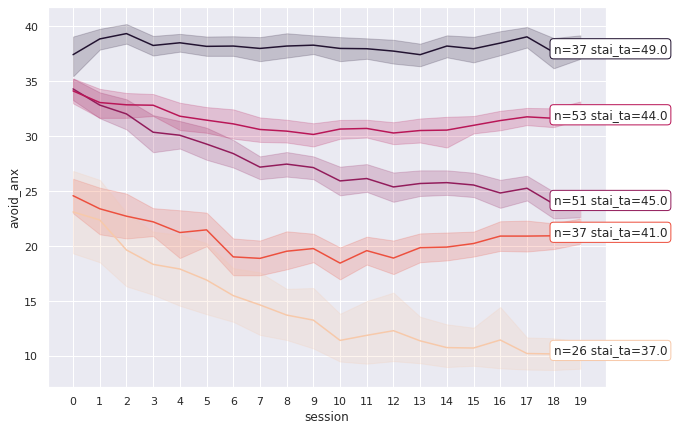 40
35
30
25
20
15
10
avoid_anx
n=37 stai_ta=49.0
n=53 stai_ta=44.0
n=51 stai_ta=45.0
n=37 stai_ta=41.0
n=26 stai_ta=37.0
0 1 2 3 4 5 6 7 8 9 10 11 12 13 14 15 16 17 18 19
session